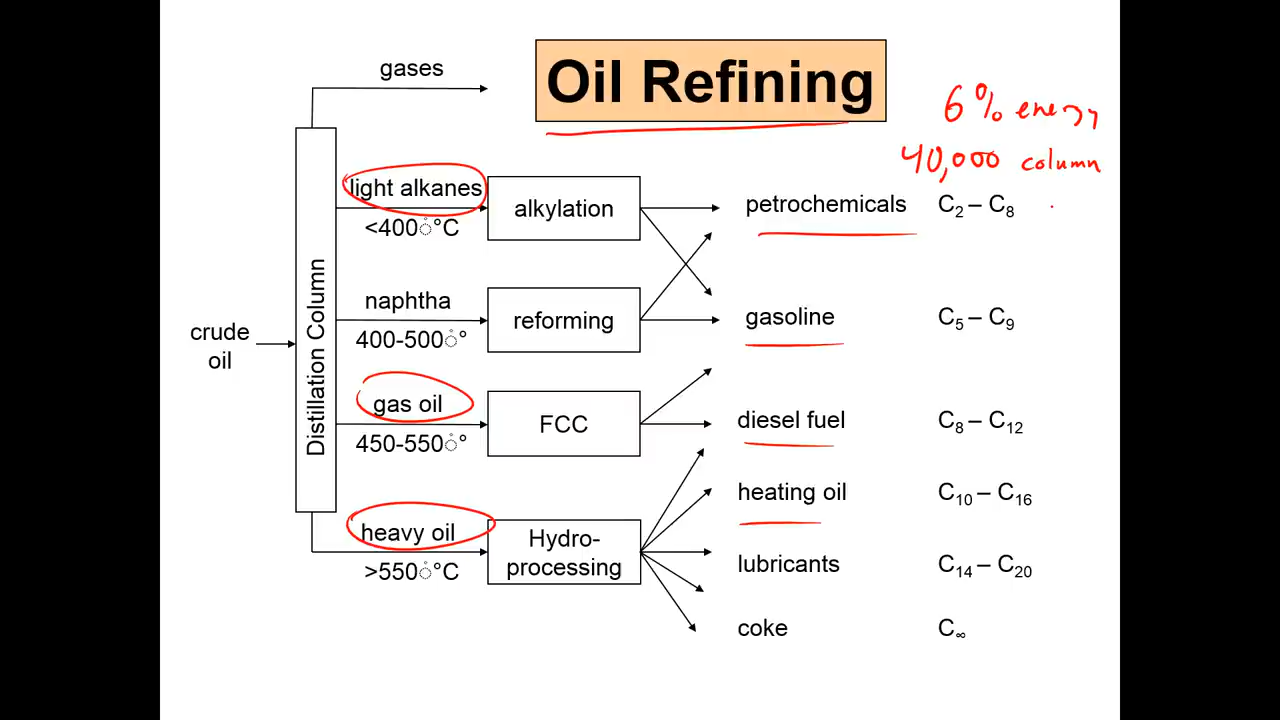 gases
Oil Refining
6% energy
40,000 column
light alkanes
<400°C
alkylation
petrochemicals C₂ – C₈
naphtha
400-500°
reforming
gasoline C₅ – C₉
crude
oil
Distillation Column
gas oil
450-550°
FCC
diesel fuel C₈ – C₁₂
heating oil C₁₀ – C₁₆
heavy oil
>550°C
Hydro-
processing
lubricants C₁₄ – C₂₀
coke C∞